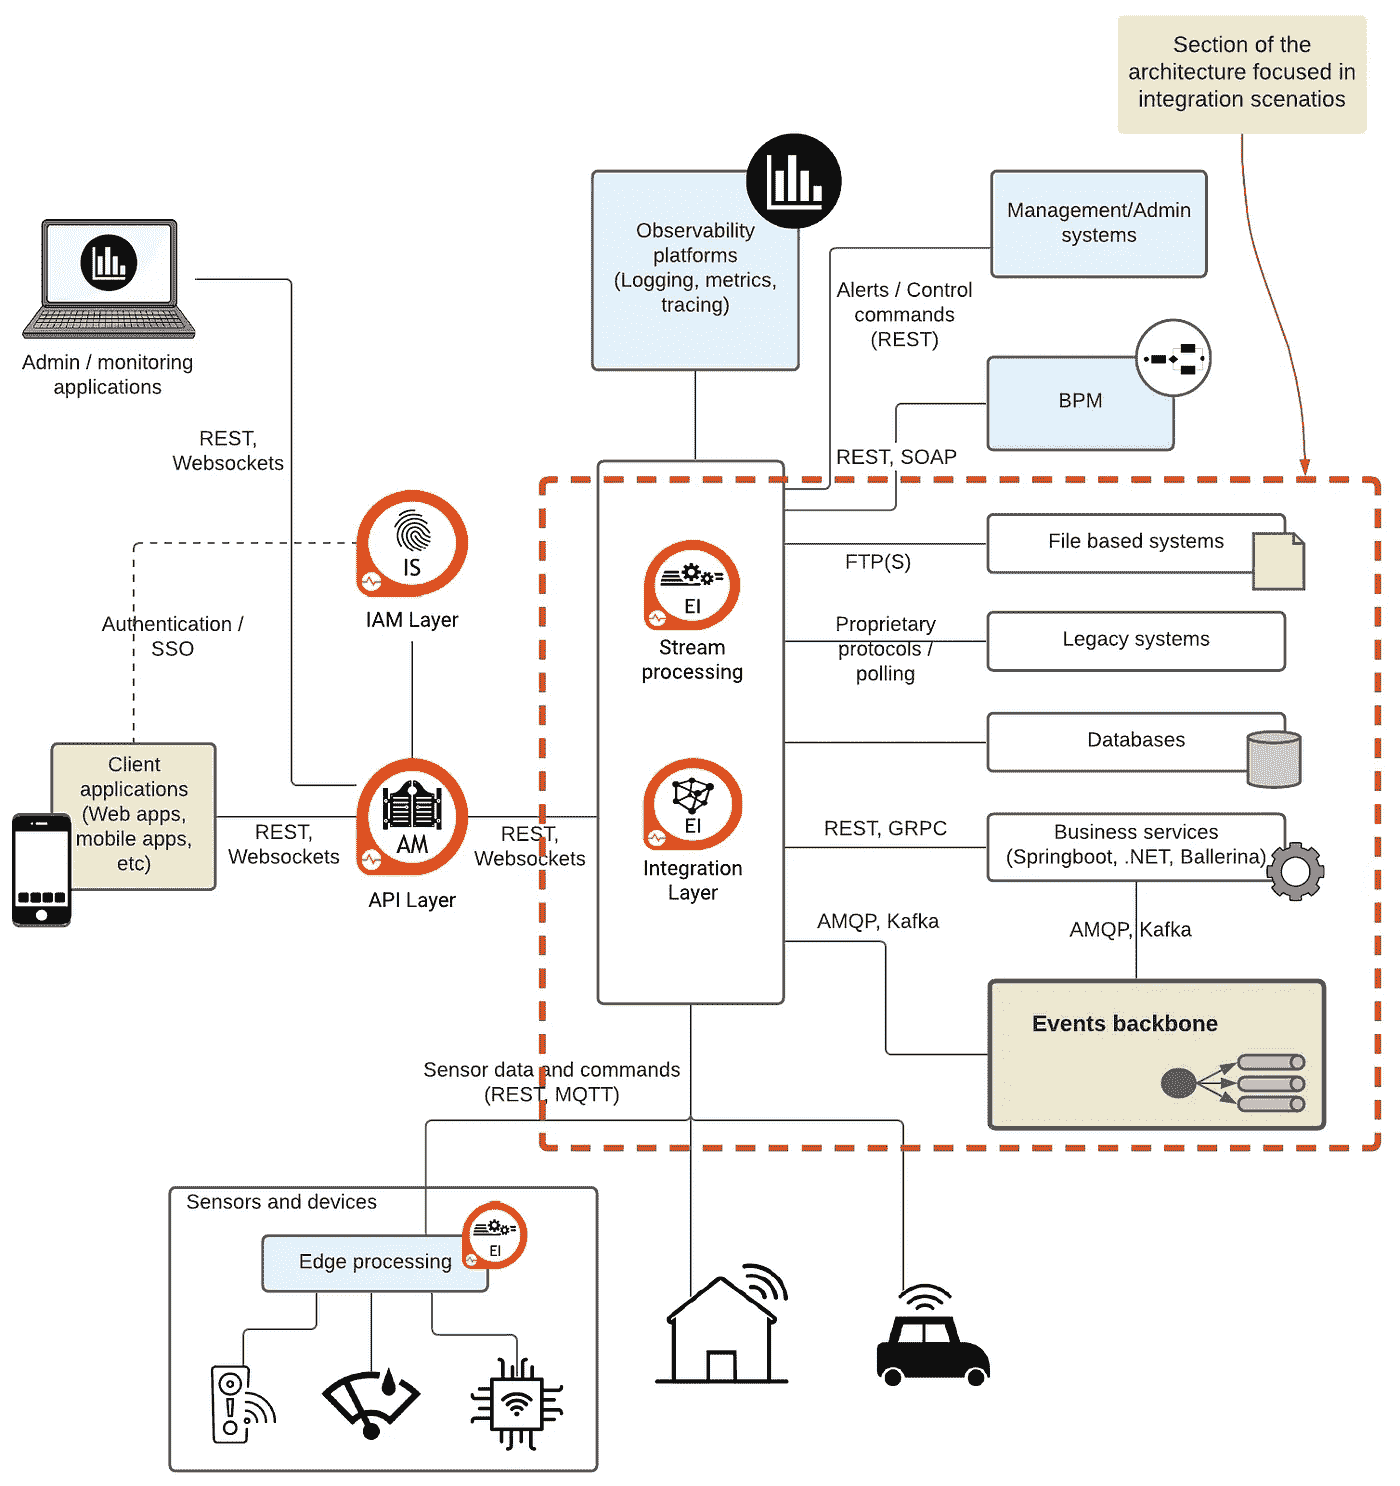 Section of the
architecture focused in
integration scenatios
Observability
platforms
(Logging, metrics,
tracing)
Management/Admin
systems
Alerts / Control
commands
(REST)
Admin / monitoring
applications
BPM
REST, SOAP
REST,
Websockets
IS
IAM Layer
Authentication /
SSO
EI
Stream
processing
FTP(S)
File based systems
Proprietary
protocols /
polling
Legacy systems
Databases
Client
applications
(Web apps,
mobile apps,
etc)
REST,
Websockets
AM
API Layer
REST,
Websockets
EI
Integration
Layer
REST, GRPC
Business services
(Springboot, .NET, Ballerina)
AMQP, Kafka
AMQP, Kafka
Events backbone
Sensor data and commands
(REST, MQTT)
Sensors and devices
Edge processing
EI